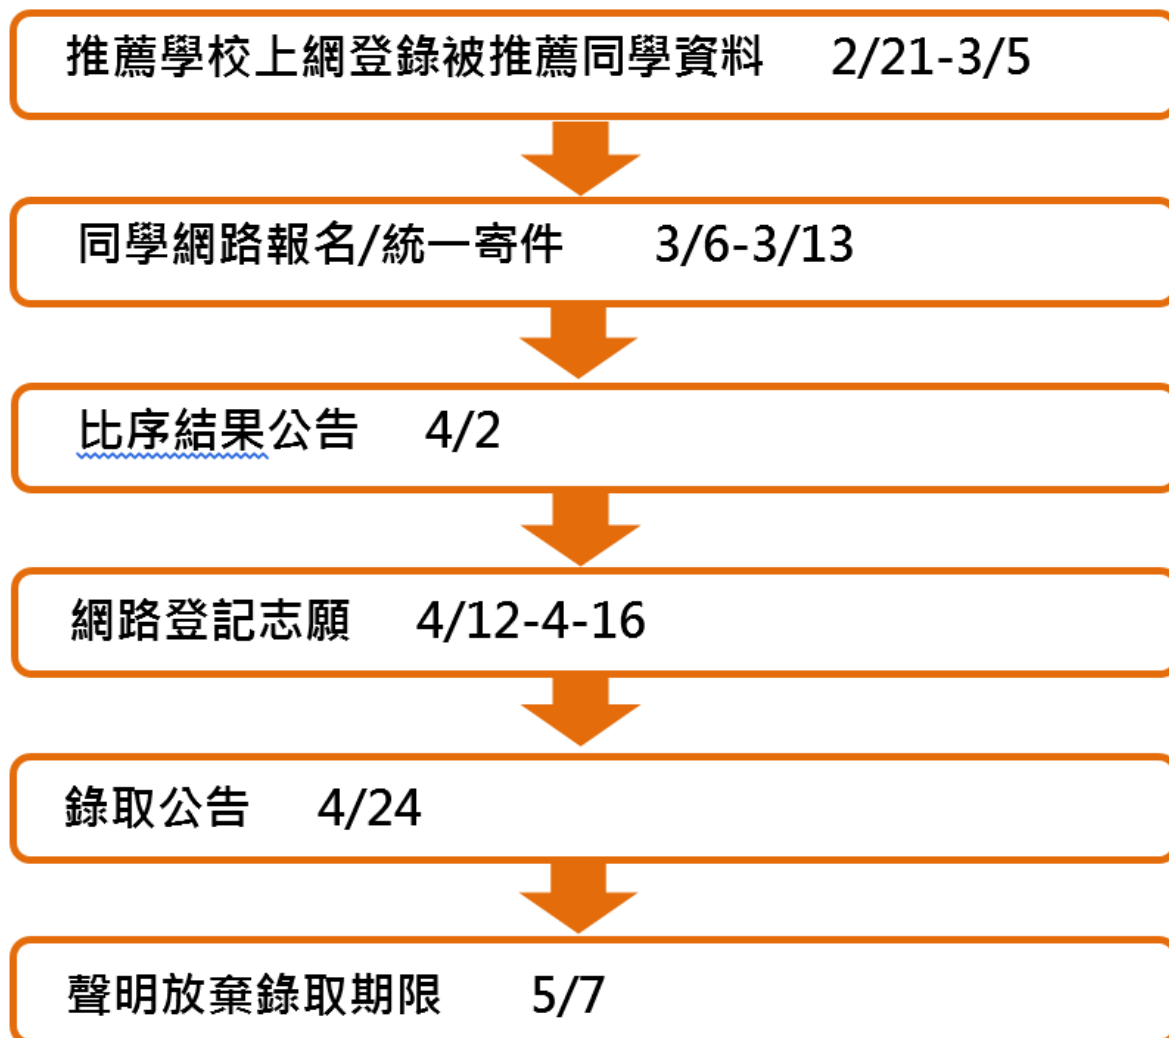 推薦學校上網登錄被推薦同學資料 2/21-3/5
同學網路報名/統一寄件 3/6-3/13
比序結果公告 4/2
網路登記志願 4/12-4-16
錄取公告 4/24
聲明放棄錄取期限 5/7